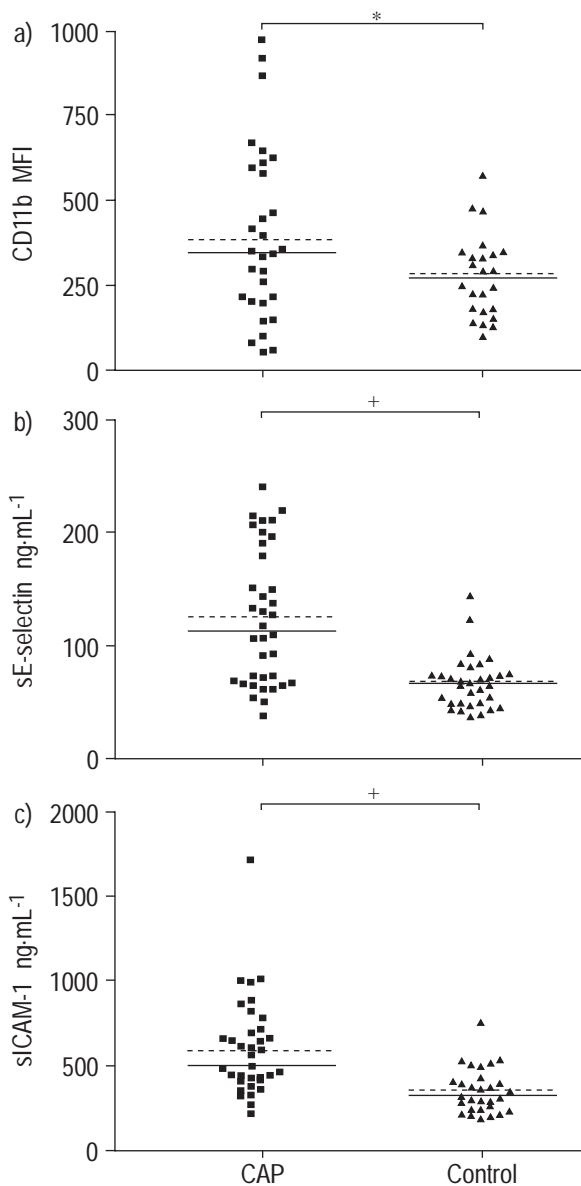 a)
*
1000
750
500
250
0
CD11b MFI
b)
+
300
200
100
0
sE-selectin ng·mL-1
c)
+
2000
1500
1000
500
0
sICAM-1 ng·mL-1
CAP Control